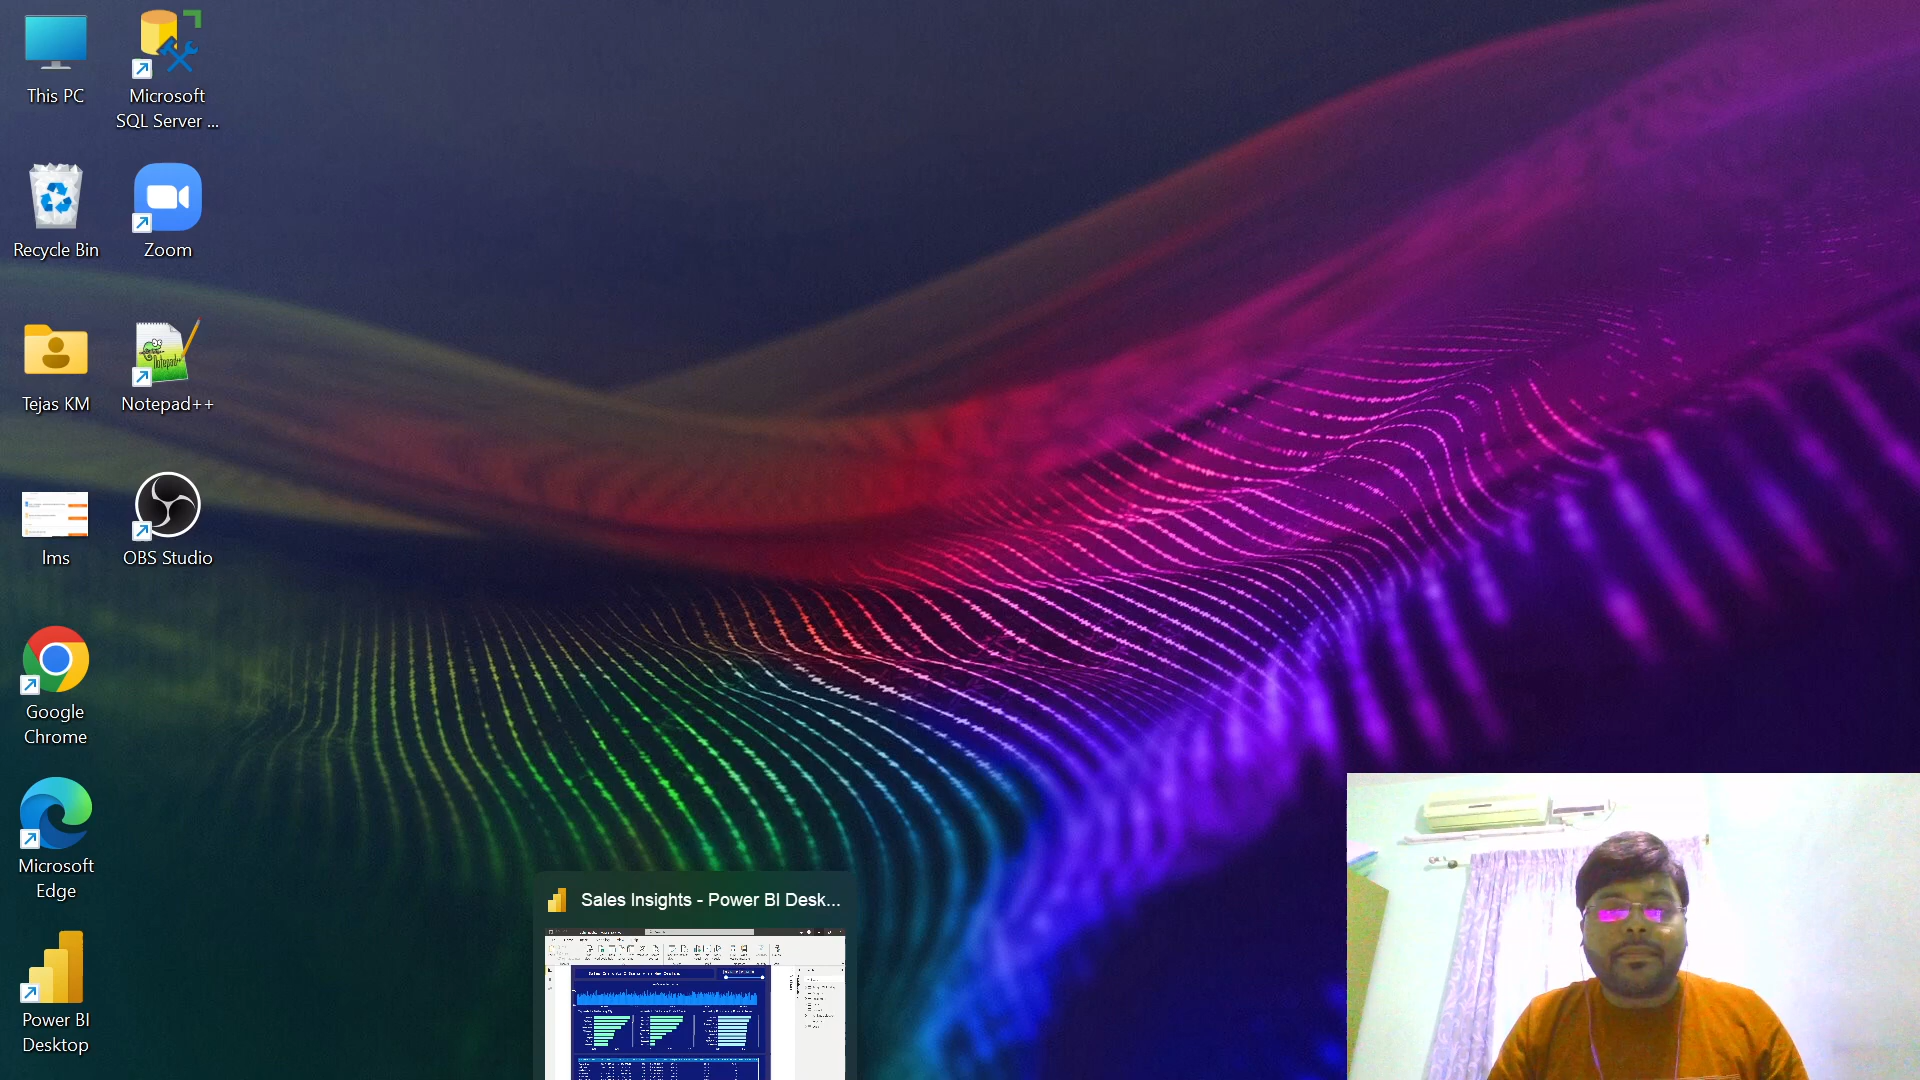 This PC
Microsoft
SQL Server ...
Recycle Bin
Zoom
Tejas KM
Notepad++
lms
OBS Studio
Google
Chrome
Microsoft
Edge
Power BI
Desktop
Sales Insights - Power BI Desk...